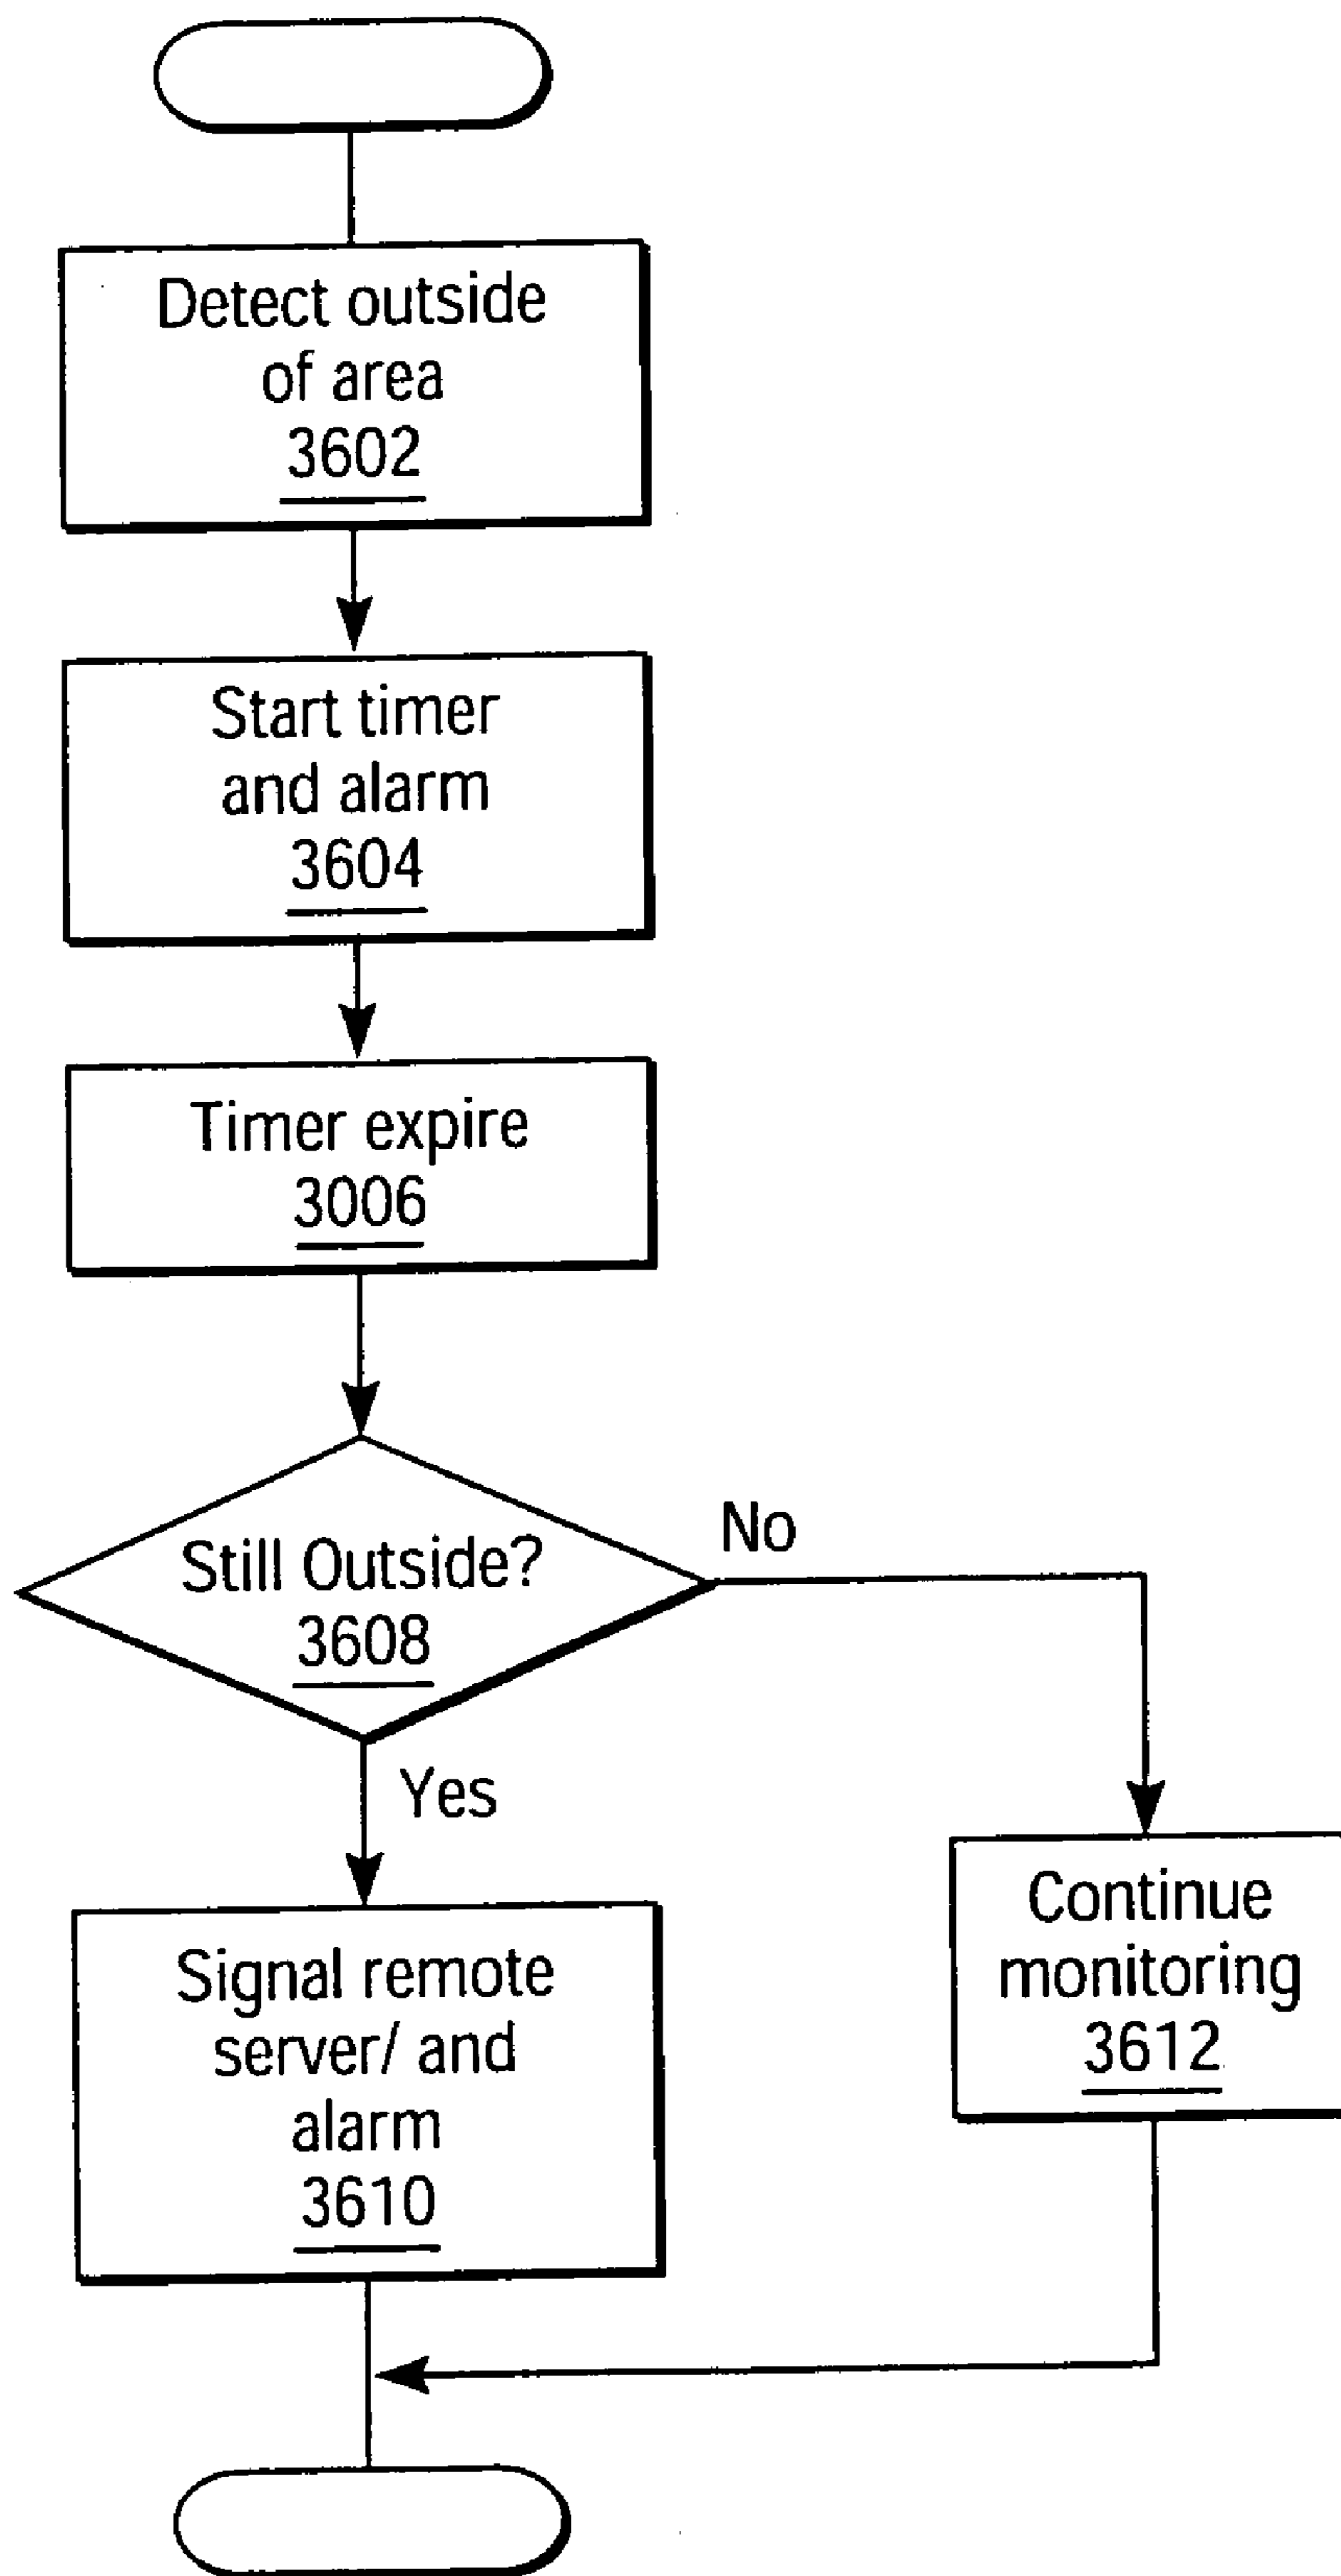 Detect outside
of area
3602
Start timer
and alarm
3604
Timer expire
3006
Still Outside?
3608
No
Yes
Signal remote
server/ and
alarm
3610
Continue
monitoring
3612